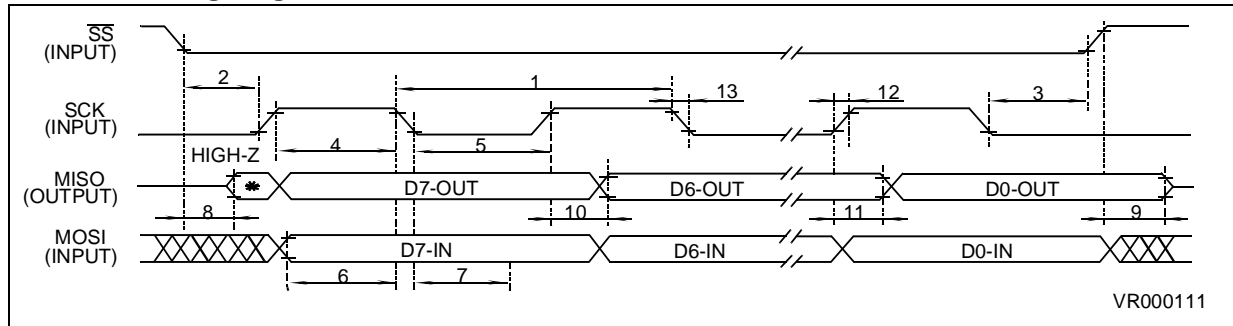 SS
(INPUT)
2
1
13
12
3
SCK
(INPUT)
4
5
HIGH-Z
MISO
(OUTPUT)
*
D7-OUT
D6-OUT
D0-OUT
8
10
11
9
MOSI
(INPUT)
D7-IN
D6-IN
D0-IN
6
7
VR000111